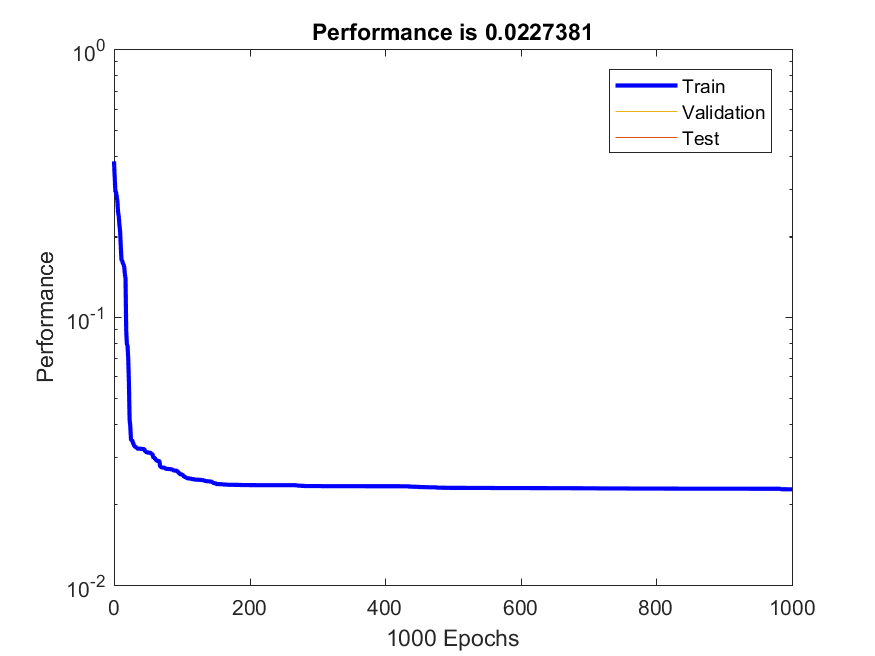 Performance is 0.0227381
10^0
Train
Validation
Test
Performance
10^-1
10^-2
0 200 400 600 800 1000
1000 Epochs